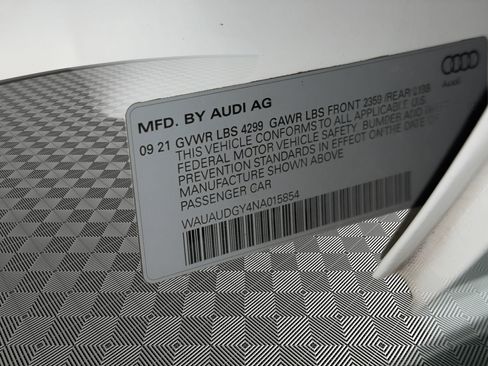 Audi
MFD. BY AUDI AG
09 21 GVWR LBS 4299 GAWR LBS FRONT 2359 /REAR
THIS VEHICLE CONFORMS TO ALL APPLICABLE U.S.
FEDERAL MOTOR VEHICLE SAFETY, BUMPER AND THEFT
PREVENTION STANDARDS IN EFFECT ON THE DATE OF
MANUFACTURE SHOWN ABOVE
PASSENGER CAR
WAUAUDGY4NA015854